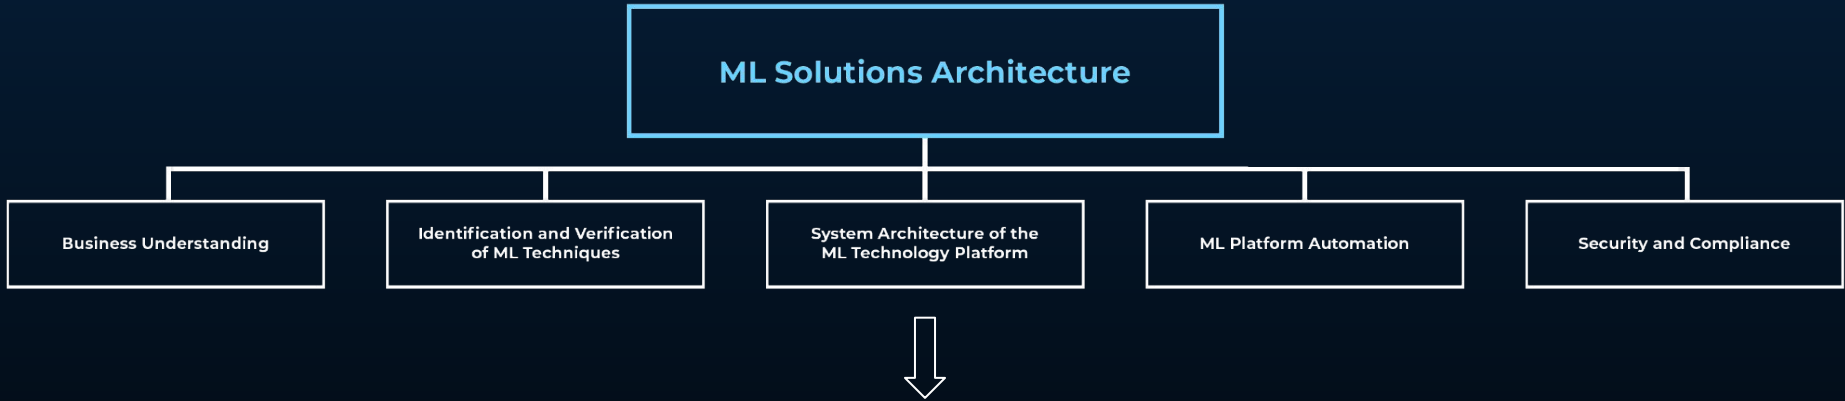 ML Solutions Architecture
Business Understanding
Identification and Verification
of ML Techniques
System Architecture of the
ML Technology Platform
ML Platform Automation
Security and Compliance